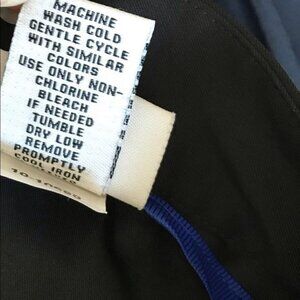 MACHINE
WASH COLD
GENTLE CYCLE
WITH SIMILAR
COLORS
USE ONLY NON-
CHLORINE
BLEACH
IF NEEDED
TUMBLE
DRY LOW
REMOVE
PROMPTLY
COOL IRON